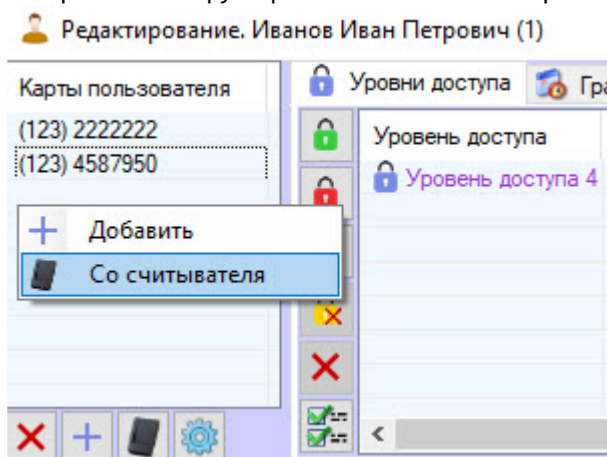 Редактирование. Иванов Иван Петрович (1)
Карты пользователя
(123) 2222222
(123) 4587950
Добавить
Со считывателя
Уровни доступа Гра
Уровень доступа
Уровень доступа 4